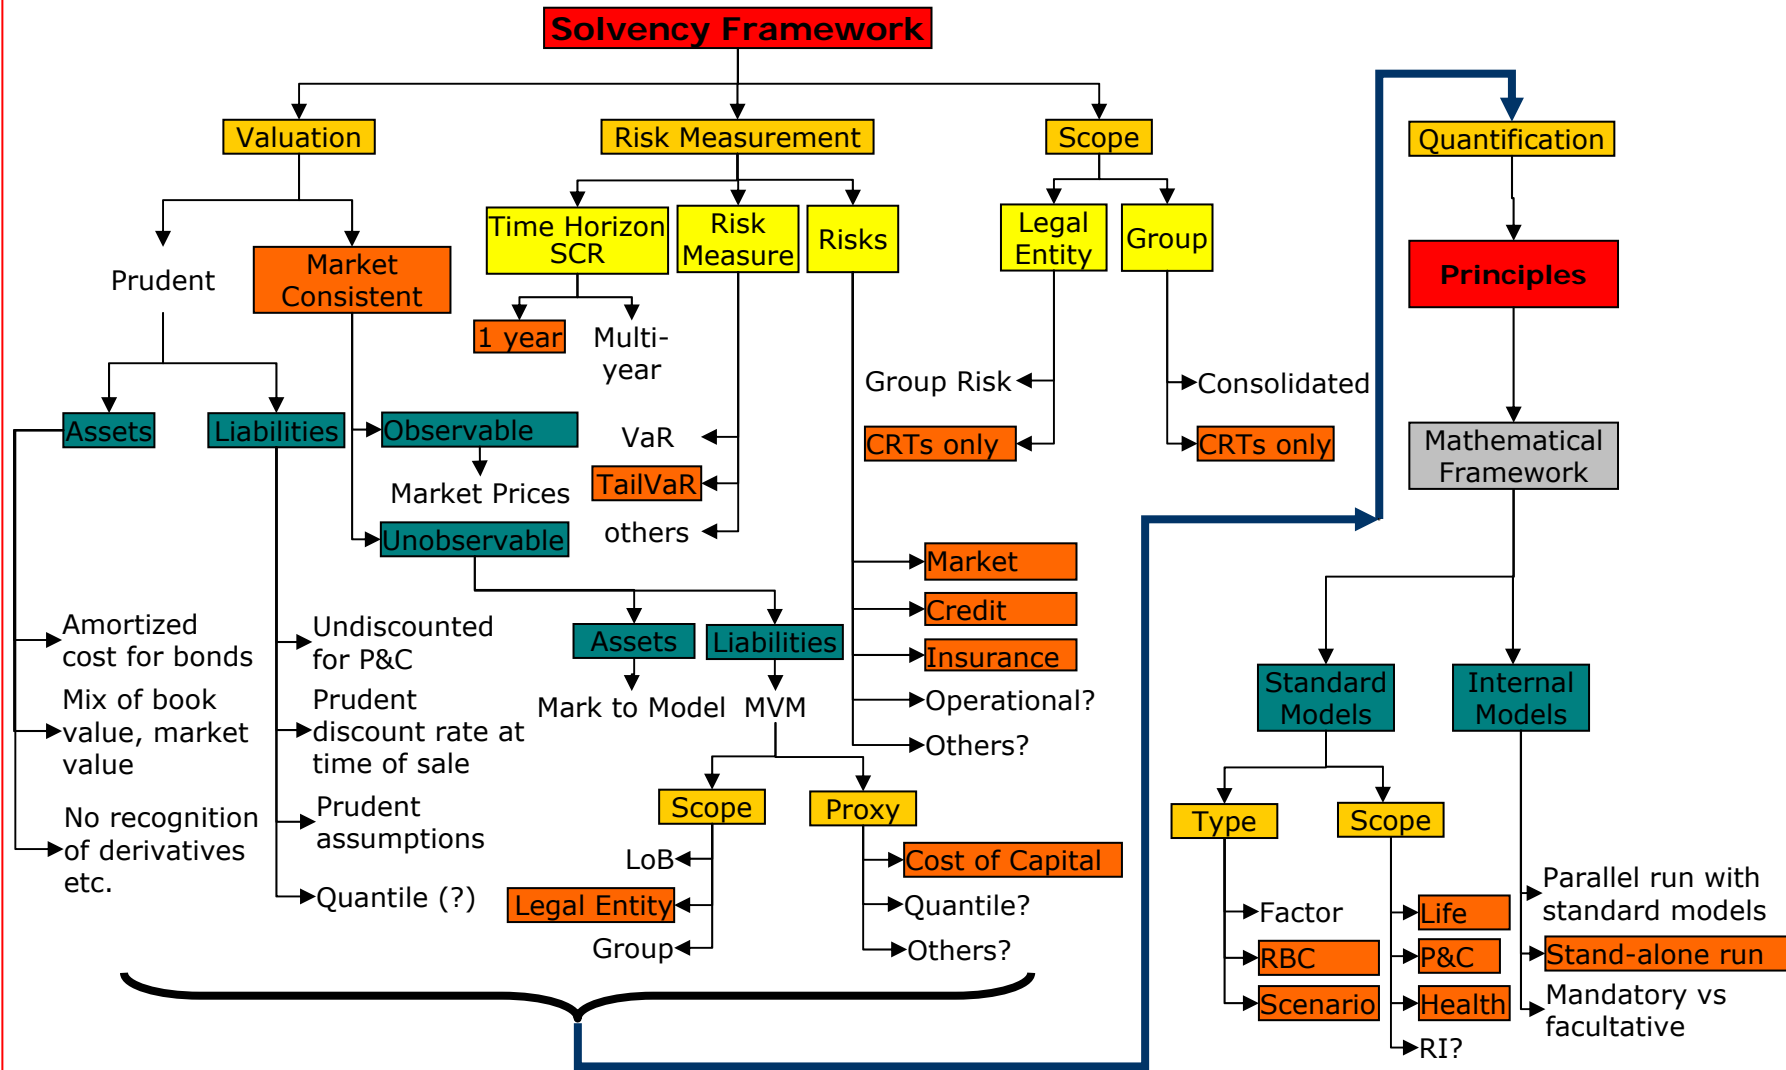 Solvency Framework
Valuation
Risk Measurement
Scope
Quantification
Prudent
Market
Consistent
Time Horizon
SCR
Risk
Measure
Risks
Legal
Entity
Group
Principles
1 year
Multi-
year
Group Risk
Consolidated
CRTs only
CRTs only
Assets
Liabilities
Observable
Market Prices
Unobservable
VaR
TailVaR
others
Mathematical
Framework
Market
Credit
Insurance
Operational?
Others?
Amortized
cost for bonds
Mix of book
value, market
value
No recognition
of derivatives
etc.
Undiscounted
for P&C
Prudent
discount rate at
time of sale
Prudent
assumptions
Quantile (?)
Assets
Liabilities
Mark to Model
MVM
Scope
Proxy
LoB
Legal Entity
Group
Cost of Capital
Quantile?
Others?
Standard
Models
Internal
Models
Type
Scope
Factor
RBC
Scenario
Life
P&C
Health
RI?
Parallel run with
standard models
Stand-alone run
Mandatory vs
facultative